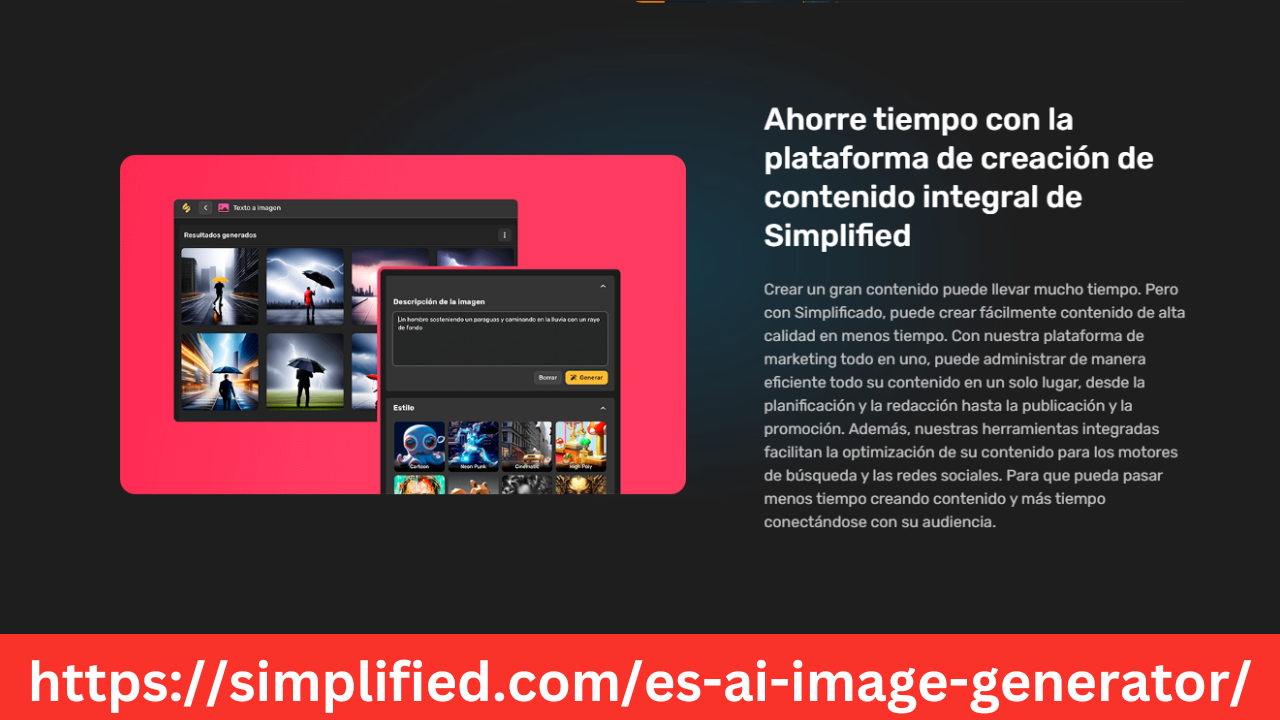 Ahorre tiempo con la
plataforma de creación de
contenido integral de
Simplified
Texto a imagen
Resultados generados
Descripción de la imagen
Un hombre sosteniendo un paraguas y caminando en la lluvia con un rayo
de fondo
Borrar
Generar
Estilo
Cartoon
Neon Punk
Cinematic
High Poly
Crear un gran contenido puede llevar mucho tiempo. Pero
con Simplificado, puede crear fácilmente contenido de alta
calidad en menos tiempo. Con nuestra plataforma de
marketing todo en uno, puede administrar de manera
eficiente todo su contenido en un solo lugar, desde la
planificación y la redacción hasta la publicación y la
promoción. Además, nuestras herramientas integradas
facilitan la optimización de su contenido para los motores
de búsqueda y las redes sociales. Para que pueda pasar
menos tiempo creando contenido y más tiempo
conectándose con su audiencia.
https://simplified.com/es-ai-image-generator/